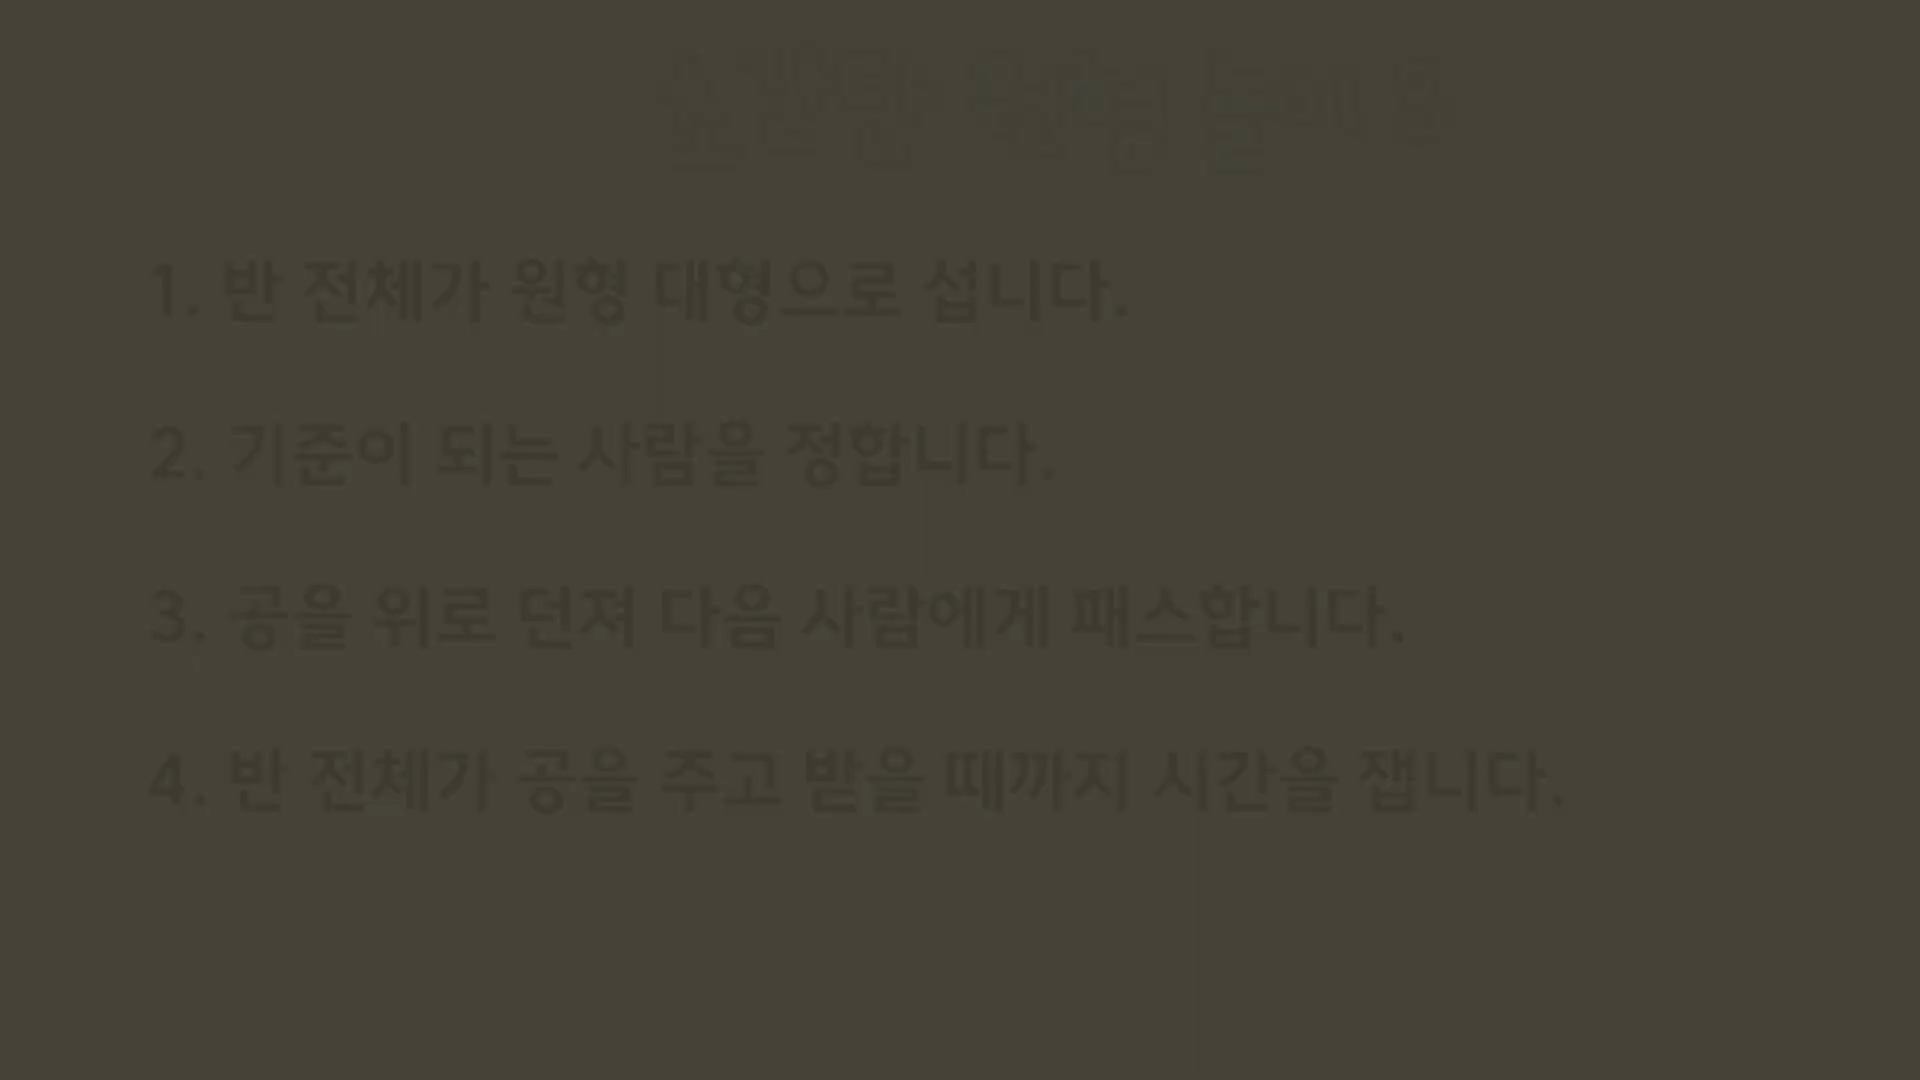 1. 반 전체가 원형 대형으로 섭니다.
2. 기준이 되는 사람을 정합니다.
3. 공을 위로 던져 다음 사람에게 패스합니다.
4. 반 전체가 공을 주고 받을 때까지 시간을 잽니다.